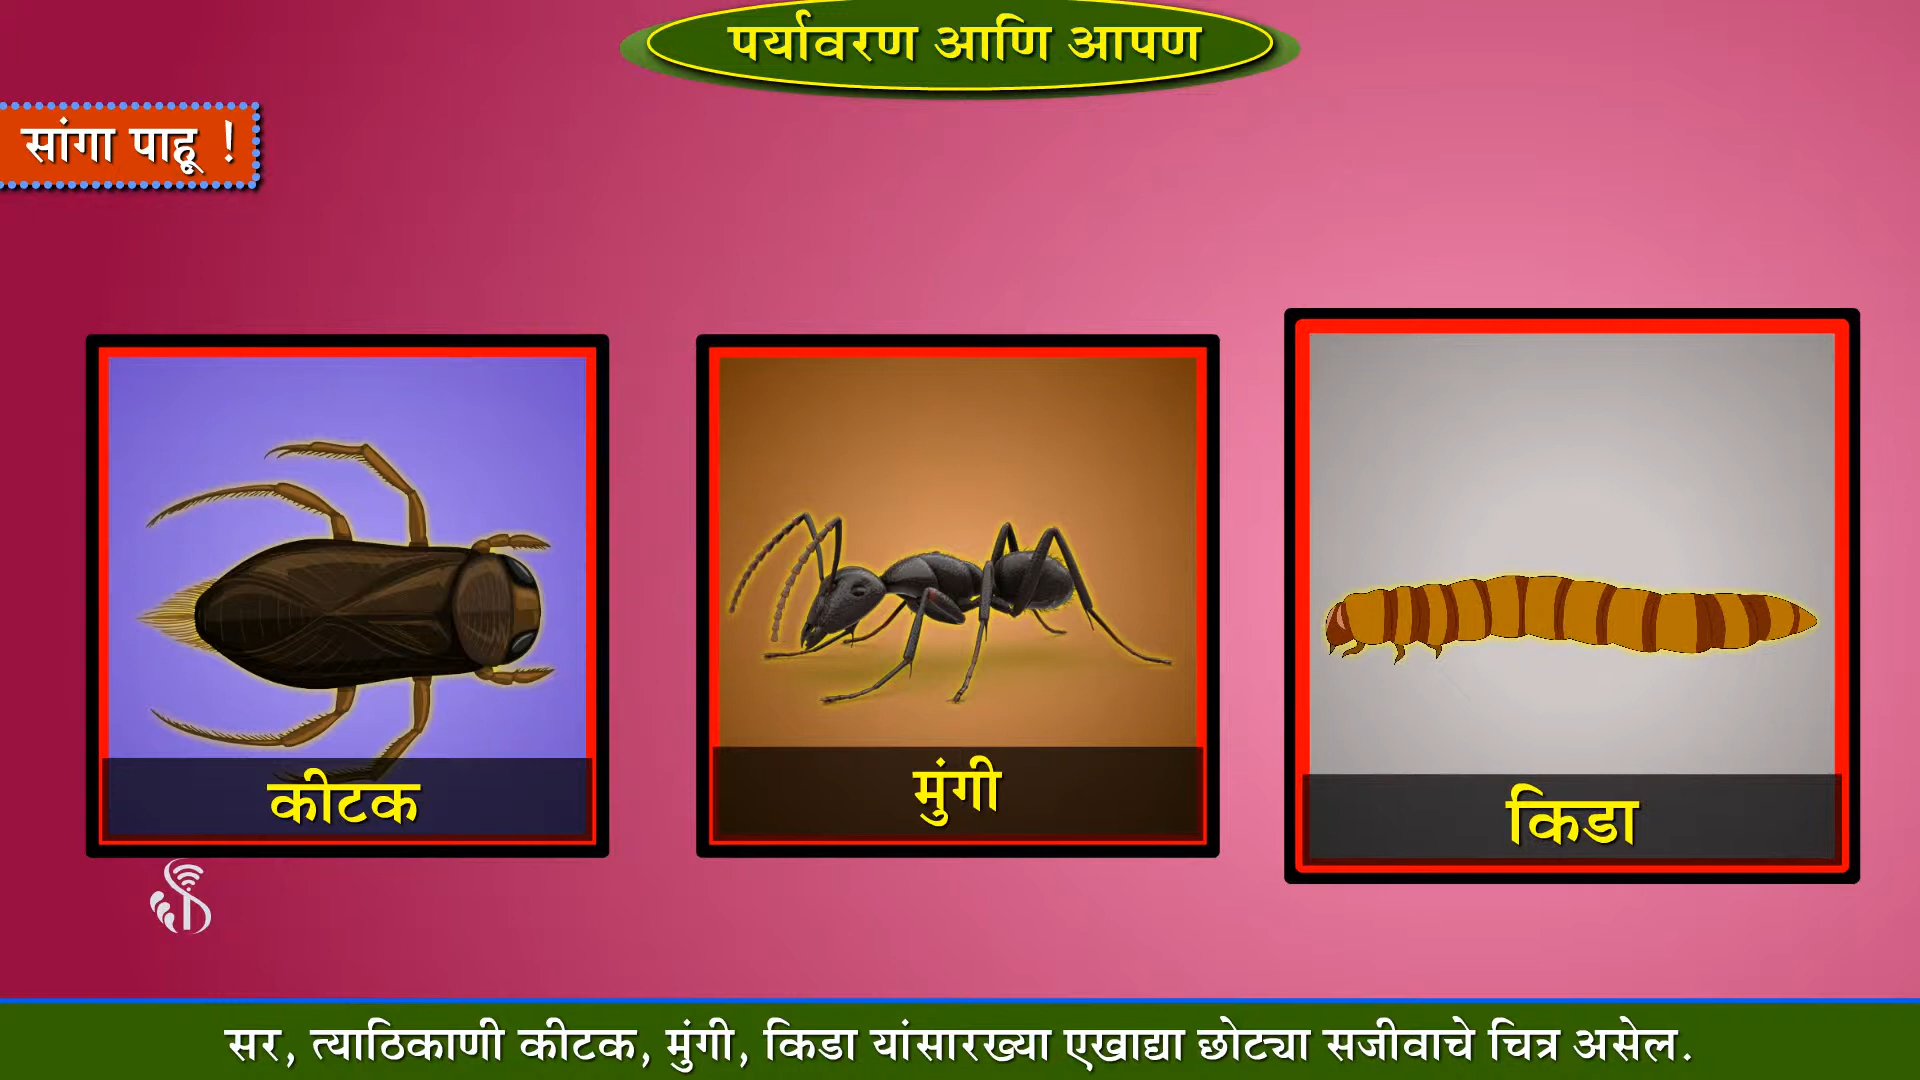 पर्यावरण आणि आपण
सांगा पाहू !
कीटक
मुंगी
किडा
सर, त्याठिकाणी कीटक, मुंगी, किडा यांसारख्या एखाद्या छोट्या सजीवाचे चित्र असेल.